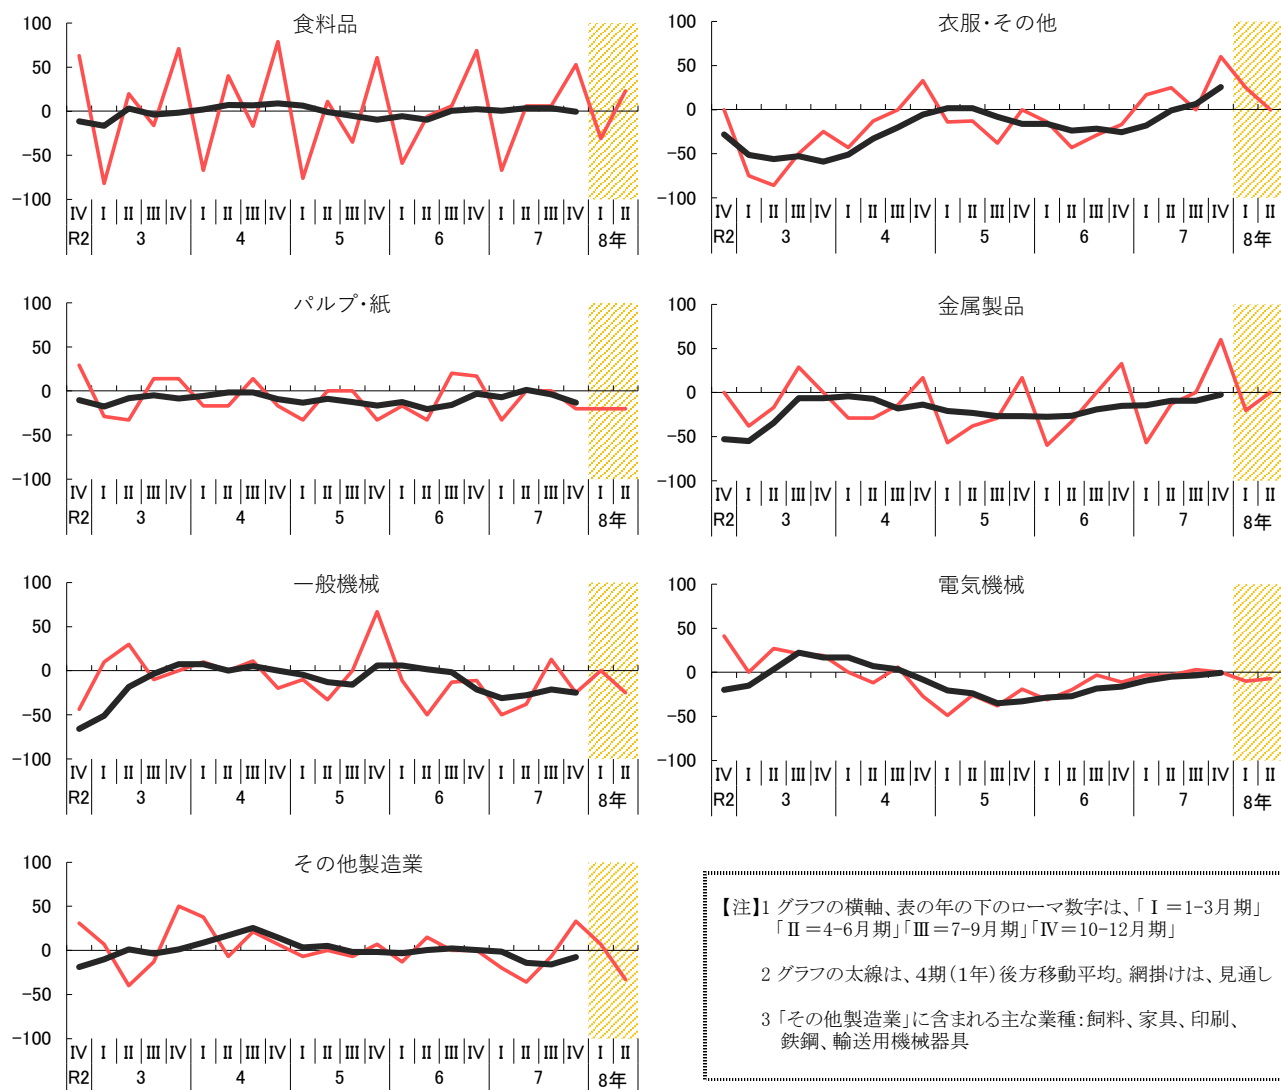 食料品
100
50
0
-50
-100
Ⅳ Ⅰ Ⅱ Ⅲ Ⅳ Ⅰ Ⅱ Ⅲ Ⅳ Ⅰ Ⅱ Ⅲ Ⅳ Ⅰ Ⅱ Ⅲ Ⅳ Ⅰ Ⅱ Ⅲ Ⅳ Ⅰ Ⅱ
R2 3 4 5 6 7 8年
衣服・その他
100
50
0
-50
-100
Ⅳ Ⅰ Ⅱ Ⅲ Ⅳ Ⅰ Ⅱ Ⅲ Ⅳ Ⅰ Ⅱ Ⅲ Ⅳ Ⅰ Ⅱ Ⅲ Ⅳ Ⅰ Ⅱ Ⅲ Ⅳ Ⅰ Ⅱ
R2 3 4 5 6 7 8年
パルプ・紙
100
50
0
-50
-100
Ⅳ Ⅰ Ⅱ Ⅲ Ⅳ Ⅰ Ⅱ Ⅲ Ⅳ Ⅰ Ⅱ Ⅲ Ⅳ Ⅰ Ⅱ Ⅲ Ⅳ Ⅰ Ⅱ Ⅲ Ⅳ Ⅰ Ⅱ
R2 3 4 5 6 7 8年
金属製品
100
50
0
-50
-100
Ⅳ Ⅰ Ⅱ Ⅲ Ⅳ Ⅰ Ⅱ Ⅲ Ⅳ Ⅰ Ⅱ Ⅲ Ⅳ Ⅰ Ⅱ Ⅲ Ⅳ Ⅰ Ⅱ Ⅲ Ⅳ Ⅰ Ⅱ
R2 3 4 5 6 7 8年
一般機械
100
50
0
-50
-100
Ⅳ Ⅰ Ⅱ Ⅲ Ⅳ Ⅰ Ⅱ Ⅲ Ⅳ Ⅰ Ⅱ Ⅲ Ⅳ Ⅰ Ⅱ Ⅲ Ⅳ Ⅰ Ⅱ Ⅲ Ⅳ Ⅰ Ⅱ
R2 3 4 5 6 7 8年
電気機械
100
50
0
-50
-100
Ⅳ Ⅰ Ⅱ Ⅲ Ⅳ Ⅰ Ⅱ Ⅲ Ⅳ Ⅰ Ⅱ Ⅲ Ⅳ Ⅰ Ⅱ Ⅲ Ⅳ Ⅰ Ⅱ Ⅲ Ⅳ Ⅰ Ⅱ
R2 3 4 5 6 7 8年
その他製造業
100
50
0
-50
-100
Ⅳ Ⅰ Ⅱ Ⅲ Ⅳ Ⅰ Ⅱ Ⅲ Ⅳ Ⅰ Ⅱ Ⅲ Ⅳ Ⅰ Ⅱ Ⅲ Ⅳ Ⅰ Ⅱ Ⅲ Ⅳ Ⅰ Ⅱ
R2 3 4 5 6 7 8年
【注】1 グラフの横軸、表の年の下のローマ数字は、「Ⅰ=1-3月期」
「Ⅱ=4-6月期」「Ⅲ=7-9月期」「Ⅳ=10-12月期」
2 グラフの太線は、4期(1年)後方移動平均。網掛けは、見通し
3 「その他製造業」に含まれる主な業種:飼料、家具、印刷、
鉄鋼、輸送用機械器具